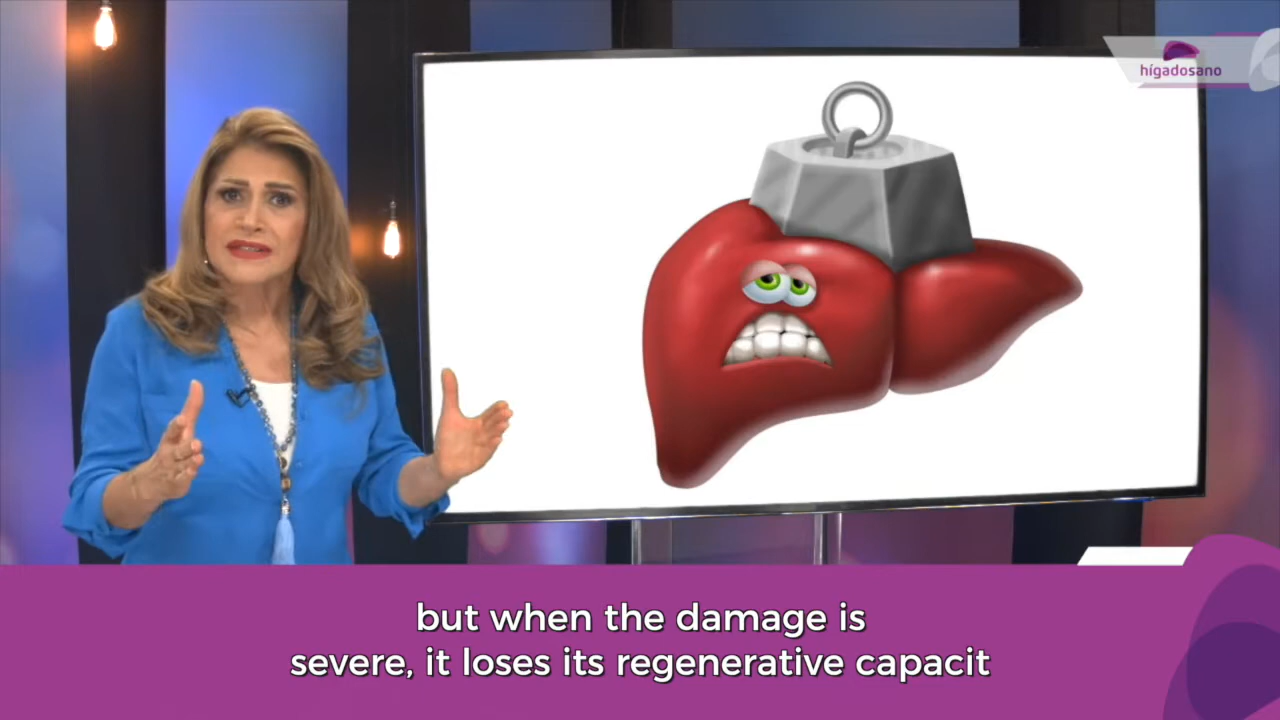 hígadosano
but when the damage is
severe, it loses its regenerative capacit